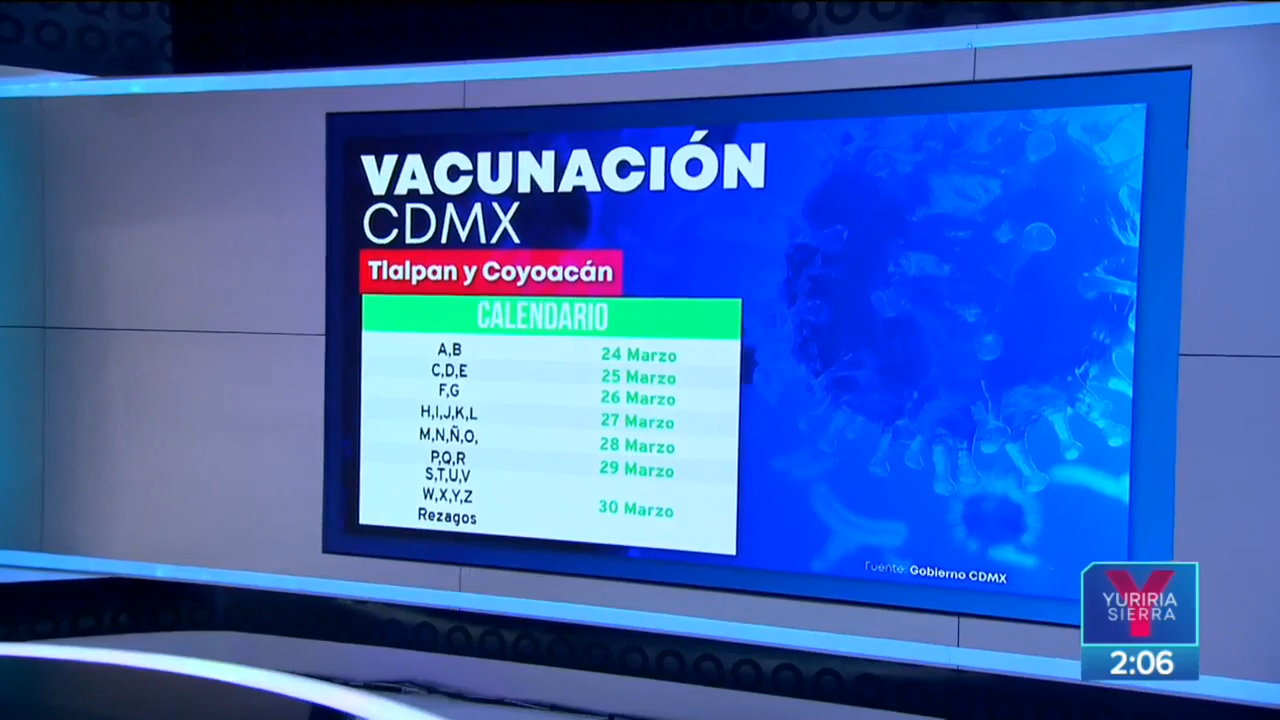 VACUNACIÓN
CDMX
Tlalpan y Coyoacán
CALENDARIO
A,B 24 Marzo
C,D,E 25 Marzo
F,G 26 Marzo
H,I,J,K,L 27 Marzo
M,N,Ñ,O, 28 Marzo
P,Q,R 29 Marzo
S,T,U,V
W,X,Y,Z 30 Marzo
Rezagos
Fuente: Gobierno CDMX
Y
YURIRIA
SIERRA
2:06